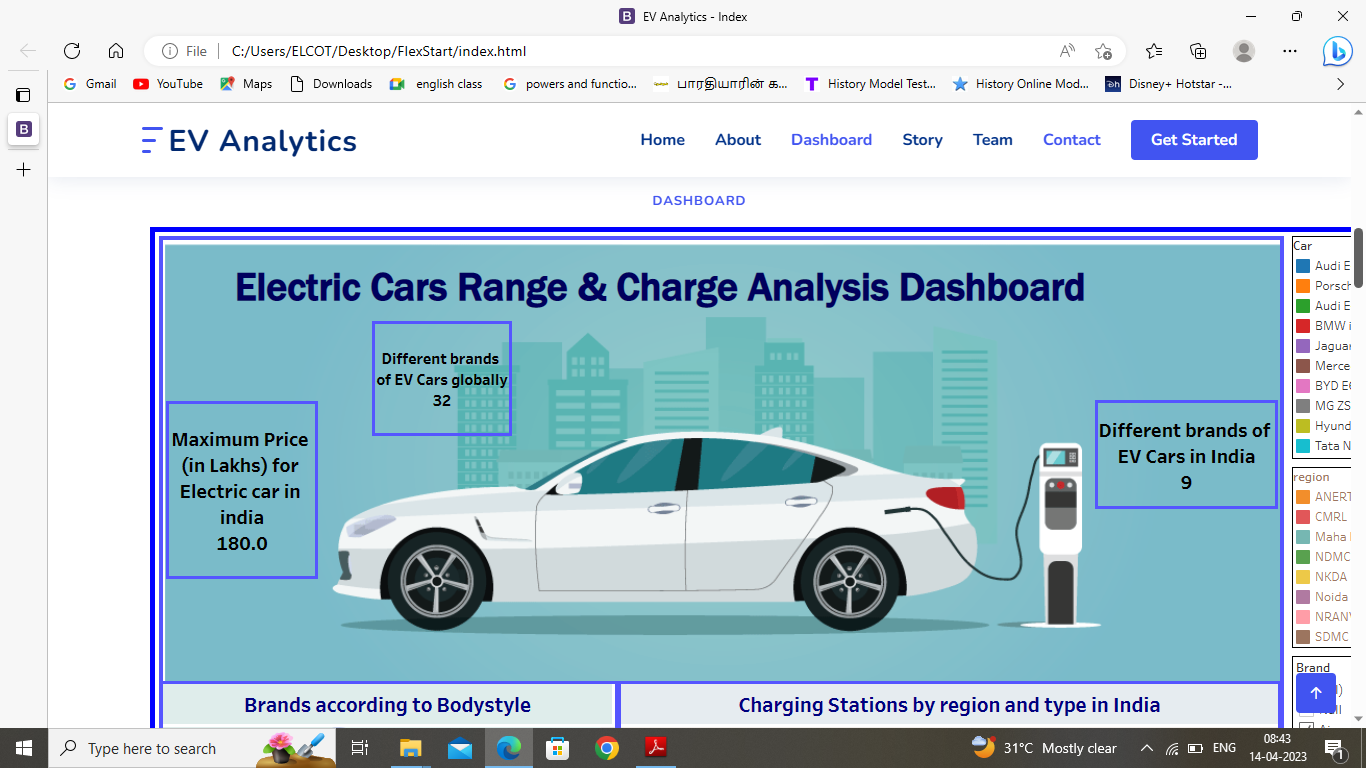 EV Analytics - Index
File
C:/Users/ELCOT/Desktop/FlexStart/index.html
Gmail
YouTube
Maps
Downloads
english class
powers and functio...
பாரதியாரின் க...
History Model Test...
History Online Mod...
Disney+ Hotstar -...
EV Analytics
Home
About
Dashboard
Story
Team
Contact
Get Started
DASHBOARD
Electric Cars Range & Charge Analysis Dashboard
Different brands
of EV Cars globally
32
Maximum Price
(in Lakhs) for
Electric car in
india
180.0
Different brands of
EV Cars in India
9
Car
Audi E
Porsch
Audi E
BMW i
Jaguar
Merce
BYD E6
MG ZS
Hyund
Tata N
region
ANERT
CMRL
Maha
NDMC
NKDA
Noida
NRANV
SDMC
Brand
Brands according to Bodystyle
Charging Stations by region and type in India
Type here to search
31°C Mostly clear
ENG
08:43
14-04-2023
1